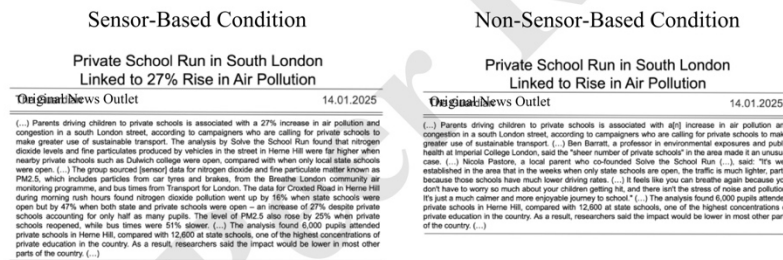 Sensor-Based Condition
Private School Run in South London
Linked to 27% Rise in Air Pollution
Original News Outlet 14.01.2025
(...) Parents driving children to private schools is associated with a 27% increase in air pollution and
congestion in a south London street, according to campaigners who are calling for private schools to
make greater use of sustainable transport. The analysis by Solve the School Run found that nitrogen
dioxide levels and fine particulates produced by vehicles in the street in Herne Hill were far higher when
nearby private schools such as Dulwich college were open, compared with when only local state schools
were open. (...) The group sourced [sensor] data for nitrogen dioxide and fine particulate matter known as
PM2.5, which includes particles from car tyres and brakes, from the Breathe London community air
monitoring programme, and bus times from Transport for London. The data for Croxted Road in Herne Hill
during morning rush hours found nitrogen dioxide pollution went up by 16% when state schools were
open but by 47% when both state and private schools were open – an increase of 27% despite private
schools accounting for only half as many pupils. The level of PM2.5 also rose by 25% when private
schools reopened, while bus times were 51% slower. (...) The analysis found 6,000 pupils attended
private schools in Herne Hill, compared with 12,600 at state schools, one of the highest concentrations of
private education in the country. As a result, researchers said the impact would be lower in most other
parts of the country. (...)
Non-Sensor-Based Condition
Private School Run in South London
Linked to Rise in Air Pollution
Original News Outlet 14.01.2025
(...) Parents driving children to private schools is associated with a[n] increase in air pollution
congestion in a south London street, according to campaigners who are calling for private schools to
greater use of sustainable transport. (...) Ben Barratt, a professor in environmental exposures and
health at Imperial College London, said the "sheer number of private schools" in the area made it an
case. (...) Nicola Pastore, a local parent who co-founded Solve the School Run (...), said: "It's
established in the area that in the weeks when only state schools are open, the traffic is much lighter,
because those schools have much lower driving rates. (...) It feels like you can breathe again because
don't have to worry so much about your children getting hit, and there isn't the stress of noise and
It's just a much calmer and more enjoyable journey to school." (...) The analysis found 6,000 pupils
private schools in Herne Hill, compared with 12,600 at state schools, one of the highest concentrations
private education in the country. As a result, researchers said the impact would be lower in most other
of the country. (...)